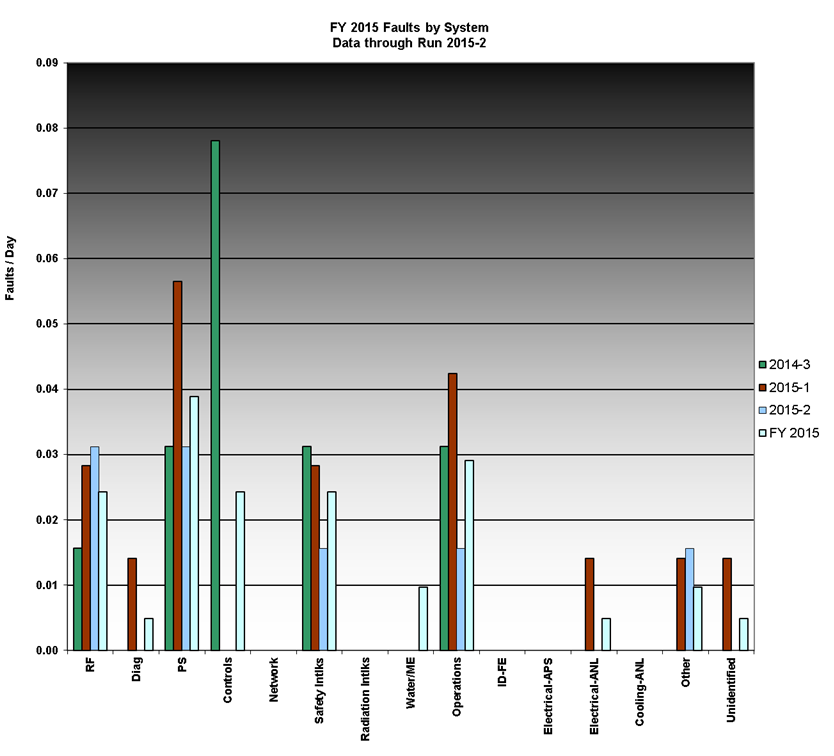 FY 2015 Faults by System
Data through Run 2015-2
0.09
0.08
0.07
0.06
0.05
0.04
0.03
0.02
0.01
0.00
Faults / Day
RF
Diag
PS
Controls
Network
Safety Intlks
Radiation Intlks
Water/ME
Operations
ID-FE
Electrical-APS
Electrical-ANL
Cooling-ANL
Other
Unidentified
2014-3
2015-1
2015-2
FY 2015